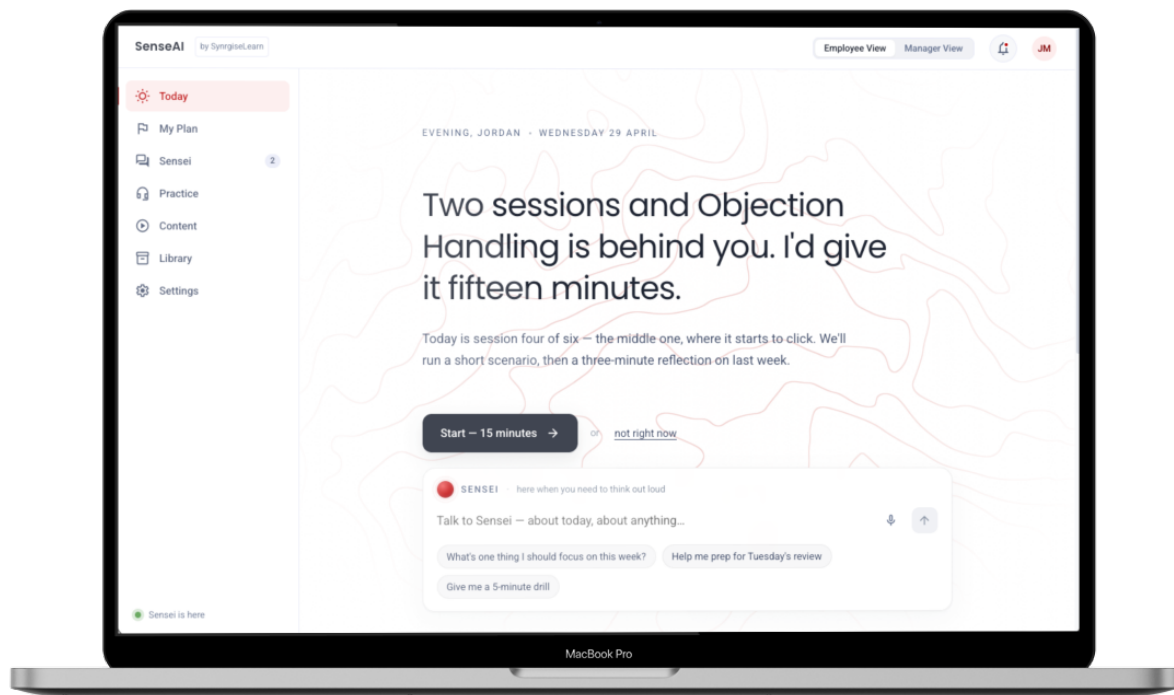 SenseAI by SynrgiseLearn
Employee View Manager View JM
Today
My Plan
Sensei 2
Practice
Content
Library
Settings
EVENING, JORDAN · WEDNESDAY 29 APRIL
Two sessions and Objection
Handling is behind you. I'd give
it fifteen minutes.
Today is session four of six — the middle one, where it starts to click. We'll
run a short scenario, then a three-minute reflection on last week.
Start — 15 minutes → or not right now
SENSEI · here when you need to think out loud
Talk to Sensei — about today, about anything...
What's one thing I should focus on this week? Help me prep for Tuesday's review
Give me a 5-minute drill
Sensei is here
MacBook Pro